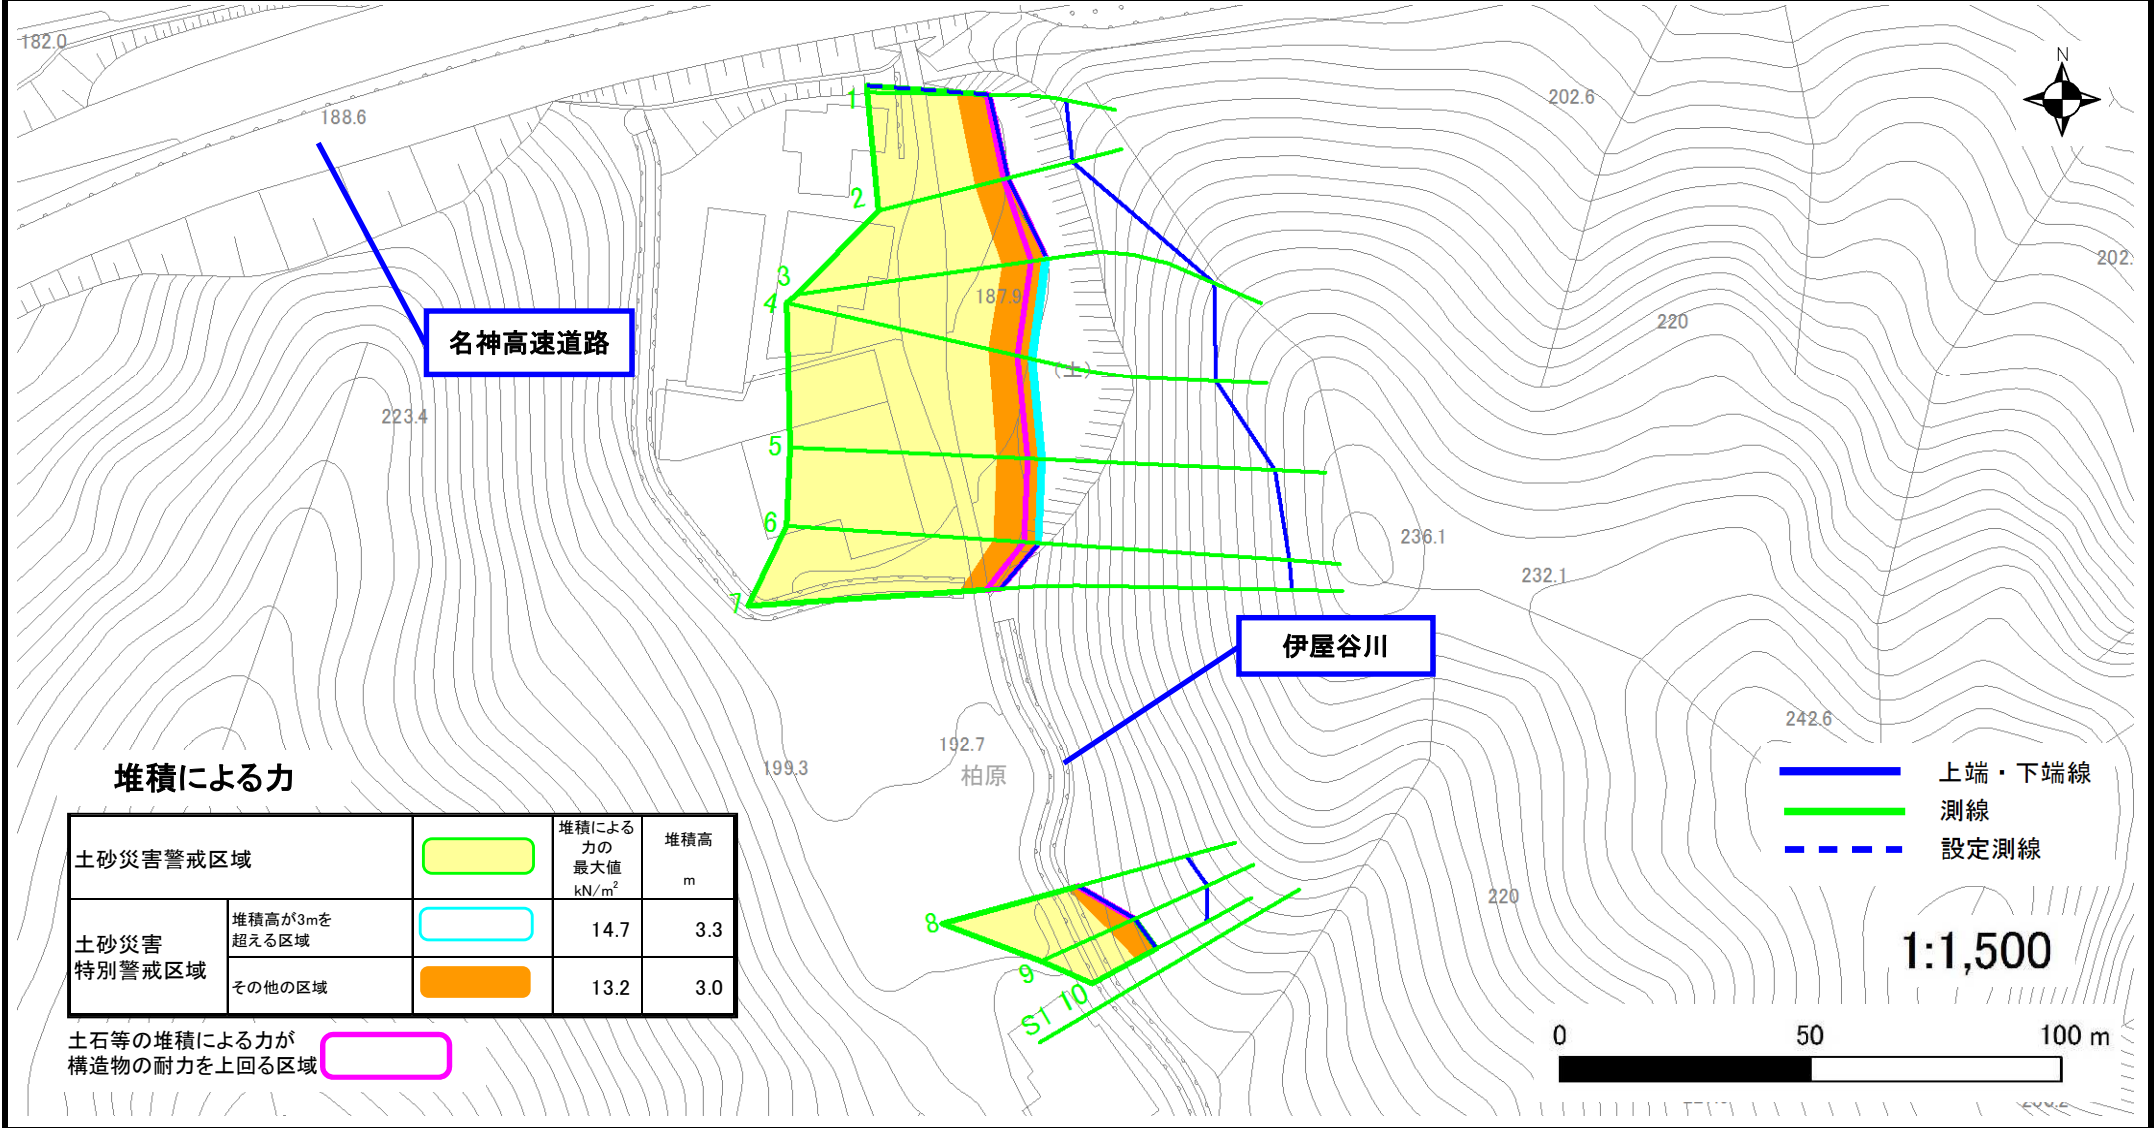 182.0
188.6
202.6
N
202.
1
2
3
4
187.9
220
名神高速道路
(土)
223.4
5
6
236.1
232.1
7
伊屋谷川
242.6
192.7
199.3
柏原
堆積による力
土砂災害警戒区域
堆積による
力の
最大値
kN/m²
堆積高
m
土砂災害
特別警戒区域
堆積高が3mを
超える区域
14.7
3.3
その他の区域
13.2
3.0
土石等の堆積による力が
構造物の耐力を上回る区域
8
9
10
S1
220
上端・下端線
測線
設定測線
1:1,500
0 50 100 m